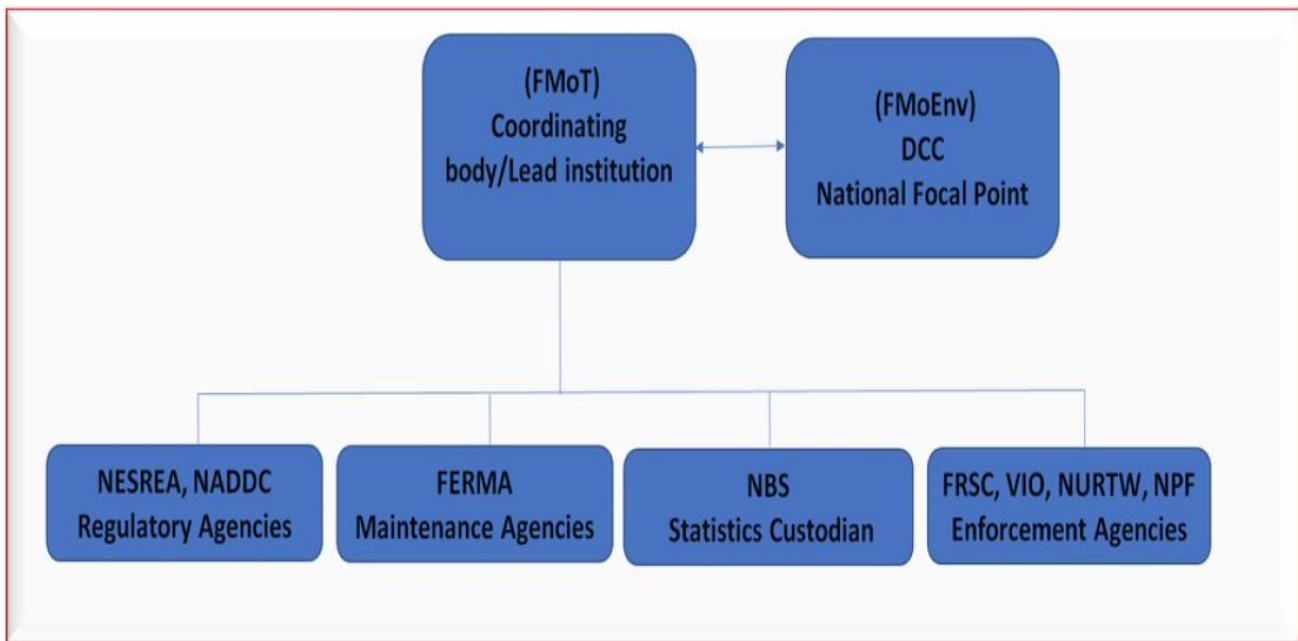 (FMoT)
Coordinating
body/Lead institution
(FMoEnv)
DCC
National Focal Point
NESREA, NADDC
Regulatory Agencies
FERMA
Maintenance Agencies
NBS
Statistics Custodian
FRSC, VIO, NURTW, NPF
Enforcement Agencies